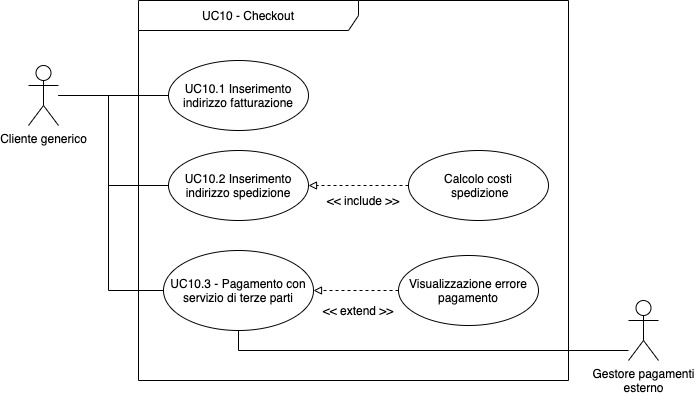 UC10 - Checkout
UC10.1 Inserimento
indirizzo fatturazione
Cliente generico
UC10.2 Inserimento
indirizzo spedizione
<< include >>
Calcolo costi
spedizione
UC10.3 - Pagamento con
servizio di terze parti
<< extend >>
Visualizzazione errore
pagamento
Gestore pagamenti
esterno